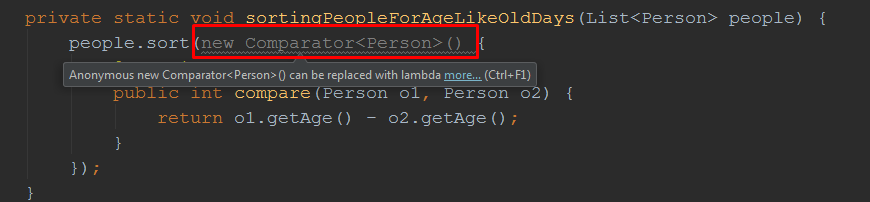 private static void sortingPeopleForAgeLikeOldDays(List<Person> people) {
people.sort(new Comparator<Person>() {
Anonymous new Comparator<Person>() can be replaced with lambda more... (Ctrl+F1)
public int compare(Person o1, Person o2) {
return o1.getAge() - o2.getAge();
}
});
}